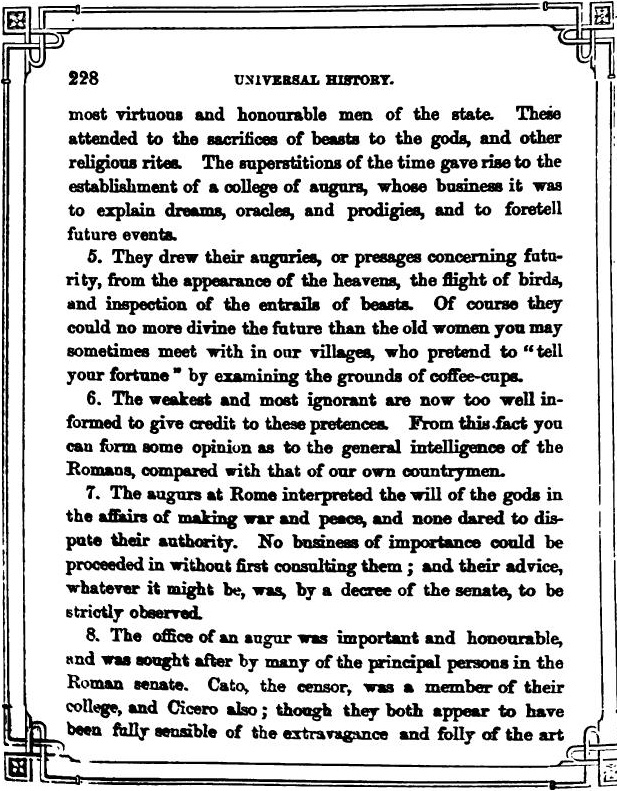 228 UNIVERSAL HISTORY.
most virtuous and honourable men of the state. These
attended to the sacrifices of beasts to the gods, and other
religious rites. The superstitions of the time gave rise to the
establishment of a college of augurs, whose business it was
to explain dreams, oracles, and prodigies, and to foretell
future events.
5. They drew their auguries, or presages concerning futu-
rity, from the appearance of the heavens, the flight of birds,
and inspection of the entrails of beasts. Of course they
could no more divine the future than the old women you may
sometimes meet with in our villages, who pretend to "tell
your fortune" by examining the grounds of coffee-cups.
6. The weakest and most ignorant are now too well in-
formed to give credit to these pretences. From this fact you
can form some opinion as to the general intelligence of the
Romans, compared with that of our own countrymen.
7. The augurs at Rome interpreted the will of the gods in
the affairs of making war and peace, and none dared to dis-
pute their authority. No business of importance could be
proceeded in without first consulting them ; and their advice,
whatever it might be, was, by a decree of the senate, to be
strictly observed.
8. The office of an augur was important and honourable,
and was sought after by many of the principal persons in the
Roman senate. Cato, the censor, was a member of their
college, and Cicero also ; though they both appear to have
been fully sensible of the extravagance and folly of the art